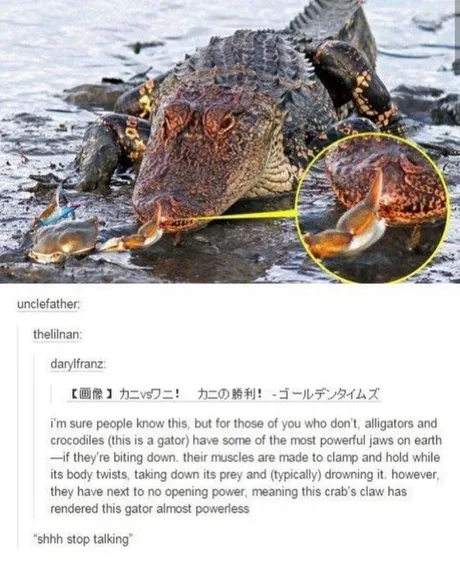 unclefather:
thelilnan:
darylfranz:
【画像】カニvsワニ！　カニの勝利！ -ゴールデンタイムズ
i'm sure people know this, but for those of you who don't, alligators and
crocodiles (this is a gator) have some of the most powerful jaws on earth
—if they're biting down. their muscles are made to clamp and hold while
its body twists, taking down its prey and (typically) drowning it. however,
they have next to no opening power, meaning this crab's claw has
rendered this gator almost powerless
"shhh stop talking"